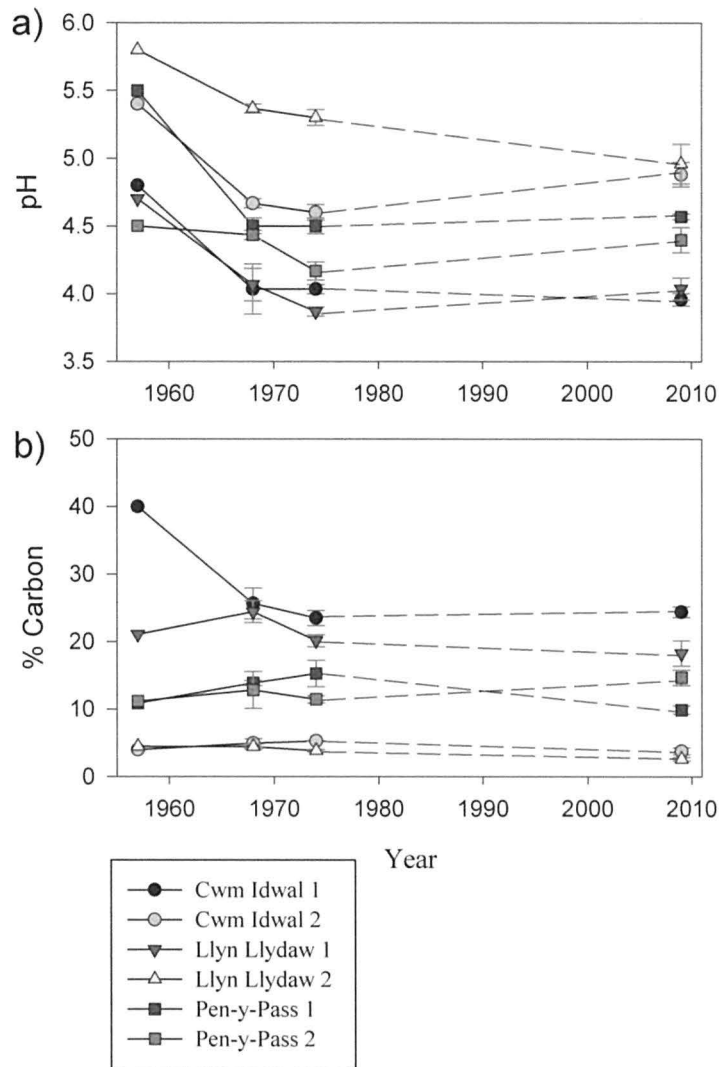 a)
6.0
5.5
5.0
4.5
4.0
3.5
pH
1960 1970 1980 1990 2000 2010
b)
50
40
30
20
10
0
% Carbon
1960 1970 1980 1990 2000 2010
Year
Cwm Idwal 1
Cwm Idwal 2
Llyn Llydaw 1
Llyn Llydaw 2
Pen-y-Pass 1
Pen-y-Pass 2